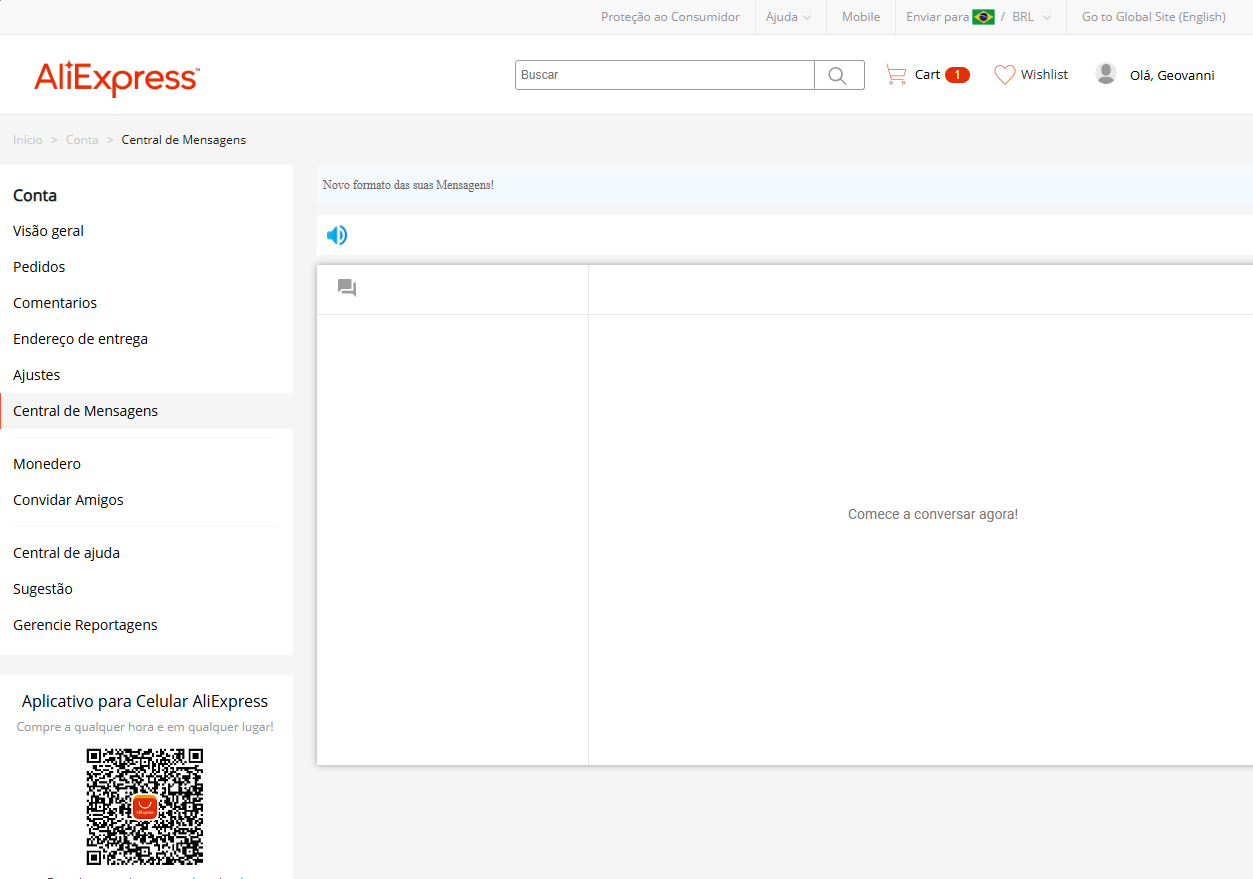 Proteção ao Consumidor
Ajuda
Mobile
Enviar para / BRL
Go to Global Site (English)
AliExpress™
Buscar
Cart 1
Wishlist
Olá, Geovanni
Início > Conta > Central de Mensagens
Conta
Visão geral
Pedidos
Comentarios
Endereço de entrega
Ajustes
Central de Mensagens
Monedero
Convidar Amigos
Central de ajuda
Sugestão
Gerencie Reportagens
Aplicativo para Celular AliExpress
Compre a qualquer hora e em qualquer lugar!
Novo formato das suas Mensagens!
Comece a conversar agora!